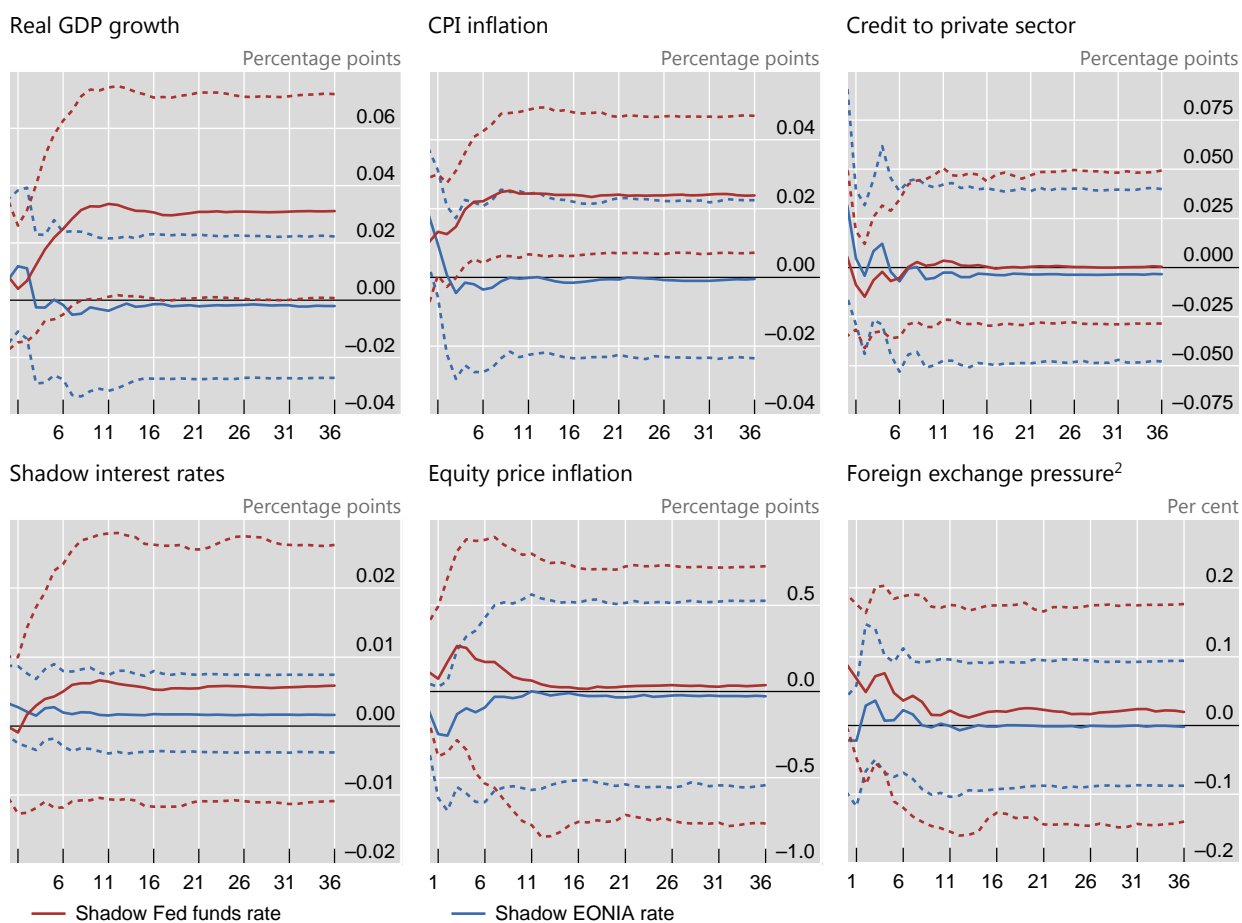 Real GDP growth
Percentage points
0.06
0.04
0.02
0.00
–0.02
–0.04
6 11 16 21 26 31 36
CPI inflation
Percentage points
0.04
0.02
0.00
–0.02
–0.04
6 11 16 21 26 31 36
Credit to private sector
Percentage points
0.075
0.050
0.025
0.000
–0.025
–0.050
–0.075
6 11 16 21 26 31 36
Shadow interest rates
Percentage points
0.02
0.01
0.00
–0.01
–0.02
6 11 16 21 26 31 36
Equity price inflation
Percentage points
0.5
0.0
–0.5
–1.0
1 6 11 16 21 26 31 36
Foreign exchange pressure²
Per cent
0.2
0.1
0.0
–0.1
–0.2
1 6 11 16 21 26 31 36
Shadow Fed funds rate
Shadow EONIA rate